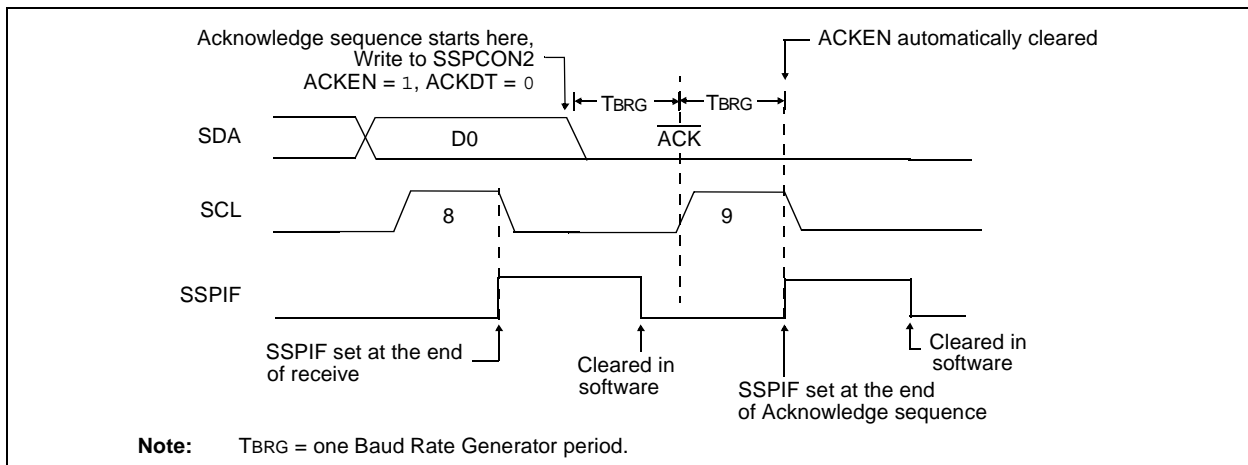 Acknowledge sequence starts here,
Write to SSPCON2
ACKEN = 1, ACKDT = 0
ACKEN automatically cleared
TBRG
TBRG
SDA
D0
ACK
SCL
8
9
SSPIF
SSPIF set at the end
of receive
Cleared in
software
SSPIF set at the end
of Acknowledge sequence
Cleared in
software
Note: TBRG = one Baud Rate Generator period.